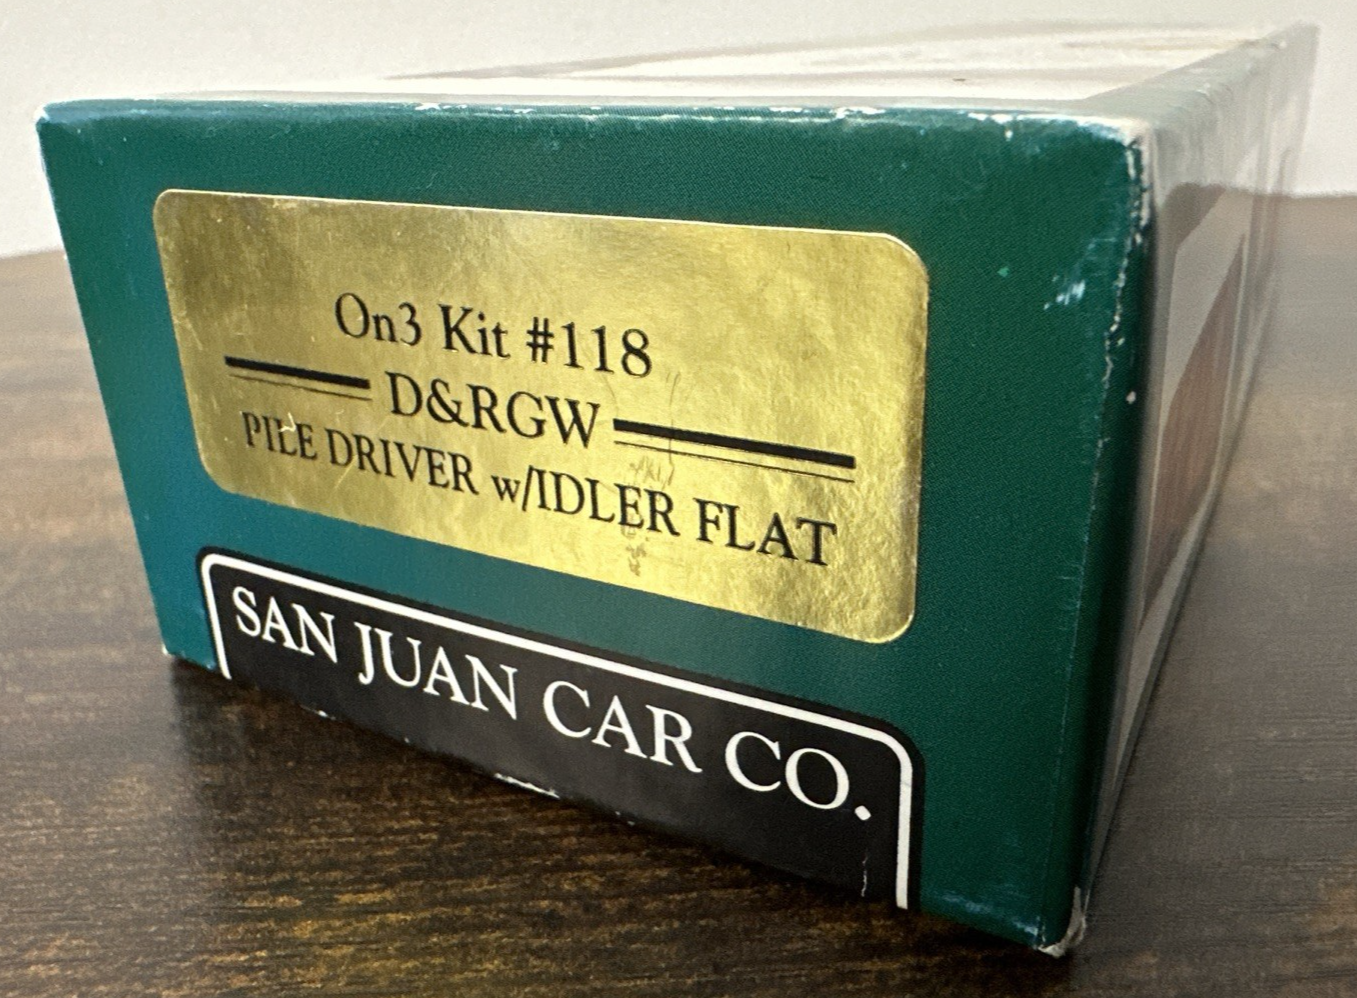 On3 Kit #118
D&RGW
PILE DRIVER w/IDLER FLAT
SAN JUAN CAR CO.